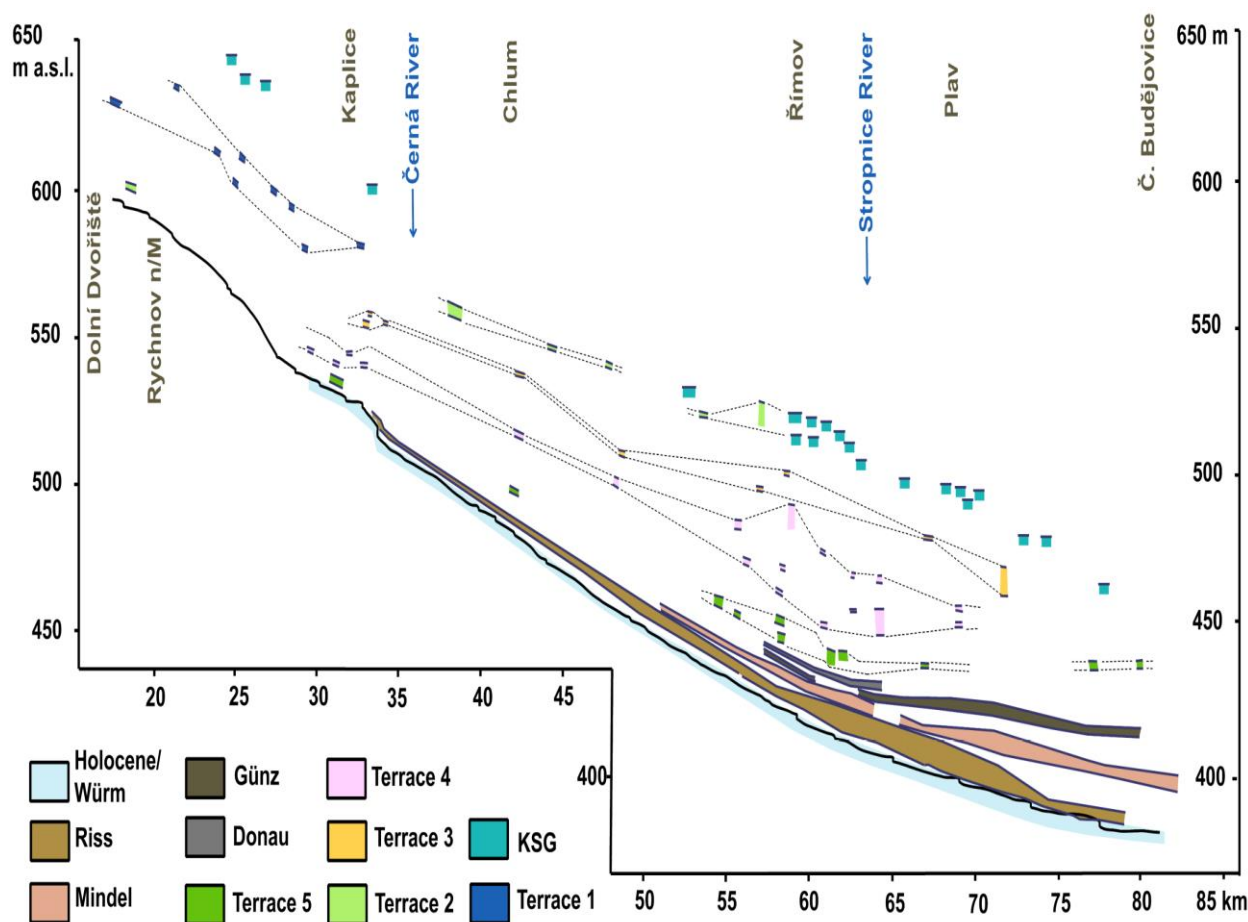 650
m a.s.l.
Kaplice
Černá River
Chlum
Římov
Stropnice River
Plav
Č. Budějovice
650 m
600
600
Dolní Dvořiště
Rychnov n/M
550
550
500
500
450
450
400
400
20
25
30
35
40
45
50
55
60
65
70
75
80
85 km
Holocene/
Würm
Günz
Terrace 4
Riss
Donau
Terrace 3
KSG
Mindel
Terrace 5
Terrace 2
Terrace 1